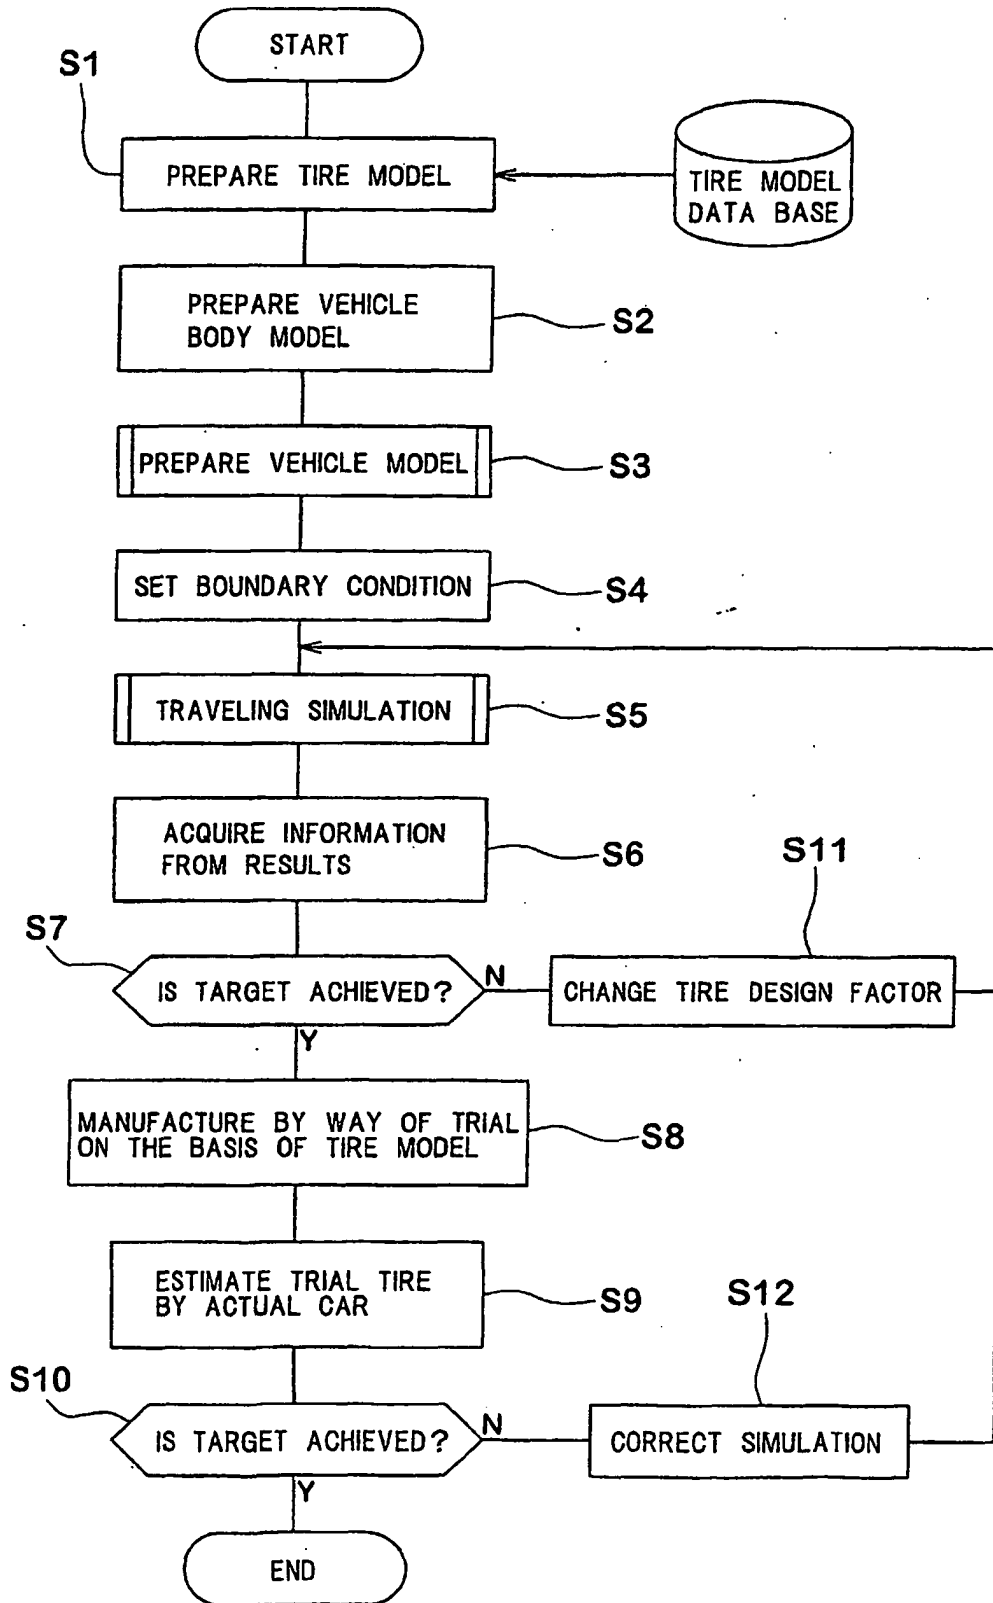 START
S1
PREPARE TIRE MODEL
TIRE MODEL
DATA BASE
PREPARE VEHICLE
BODY MODEL
S2
PREPARE VEHICLE MODEL
S3
SET BOUNDARY CONDITION
S4
TRAVELING SIMULATION
S5
ACQUIRE INFORMATION
FROM RESULTS
S6
S11
S7
IS TARGET ACHIEVED?
N
CHANGE TIRE DESIGN FACTOR
Y
MANUFACTURE BY WAY OF TRIAL
ON THE BASIS OF TIRE MODEL
S8
ESTIMATE TRIAL TIRE
BY ACTUAL CAR
S9
S12
S10
IS TARGET ACHIEVED?
N
CORRECT SIMULATION
Y
END